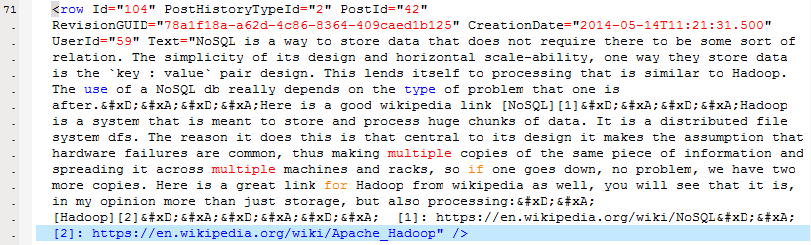 71 <row Id="104" PostHistoryTypeId="2" PostId="42"
. RevisionGUID="78a1f18a-a62d-4c86-8364-409caed1b125" CreationDate="2014-05-14T11:21:31.500"
. UserId="59" Text="NoSQL is a way to store data that does not require there to be some sort of
. relation. The simplicity of its design and horizontal scale-ability, one way they store data
. is the `key : value` pair design. This lends itself to processing that is similar to Hadoop.
. The use of a NoSQL db really depends on the type of problem that one is
. after.&#xD;&#xA;&#xD;&#xA;Here is a good wikipedia link [NoSQL][1]&#xD;&#xA;&#xD;&#xA;Hadoop
. is a system that is meant to store and process huge chunks of data. It is a distributed file
. system dfs. The reason it does this is that central to its design it makes the assumption that
. hardware failures are common, thus making multiple copies of the same piece of information and
. spreading it across multiple machines and racks, so if one goes down, no problem, we have two
. more copies. Here is a great link for Hadoop from wikipedia as well, you will see that it is,
. in my opinion more than just storage, but also processing:&#xD;&#xA;
. [Hadoop][2]&#xD;&#xA;&#xD;&#xA;&#xD;&#xA;  [1]: https://en.wikipedia.org/wiki/NoSQL&#xD;&#xA;
. [2]: https://en.wikipedia.org/wiki/Apache_Hadoop" />